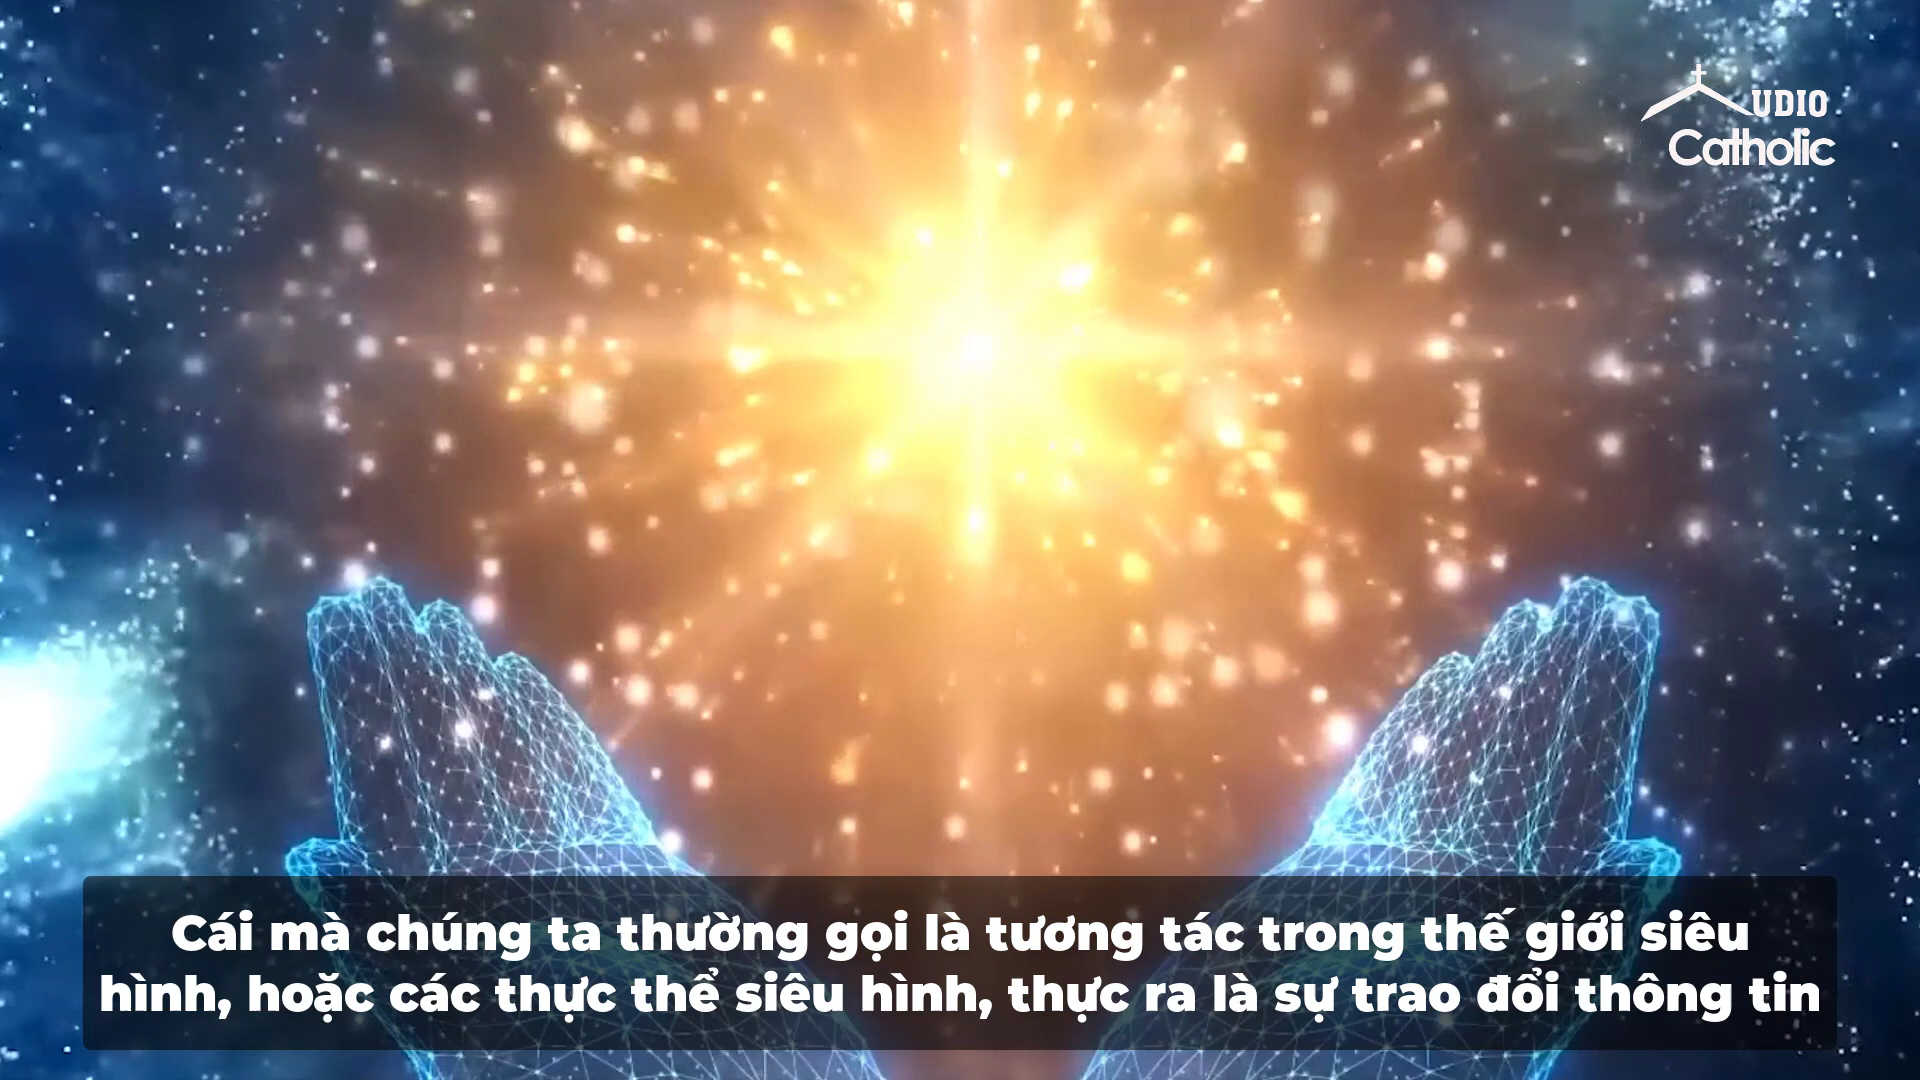 UDIO
Catholic
Cái mà chúng ta thường gọi là tương tác trong thế giới siêu
hình, hoặc các thực thể siêu hình, thực ra là sự trao đổi thông tin